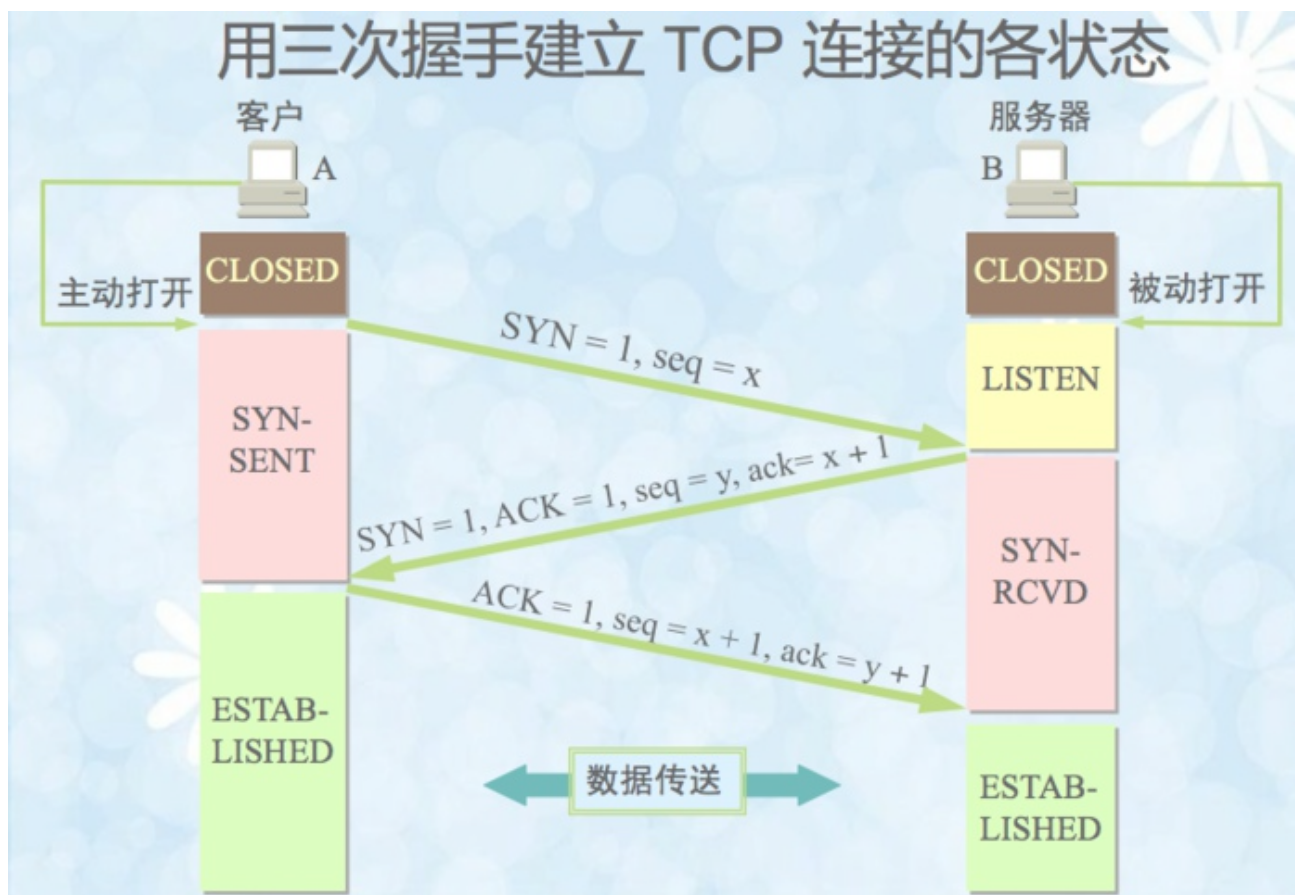 用三次握手建立 TCP 连接的各状态
客户
服务器
A
B
CLOSED
CLOSED
主动打开
被动打开
SYN = 1, seq = x
LISTEN
SYN-
SENT
SYN = 1, ACK = 1, seq = y, ack= x + 1
SYN-
RCVD
ACK = 1, seq = x + 1, ack = y + 1
ESTAB-
LISHED
数据传送
ESTAB-
LISHED